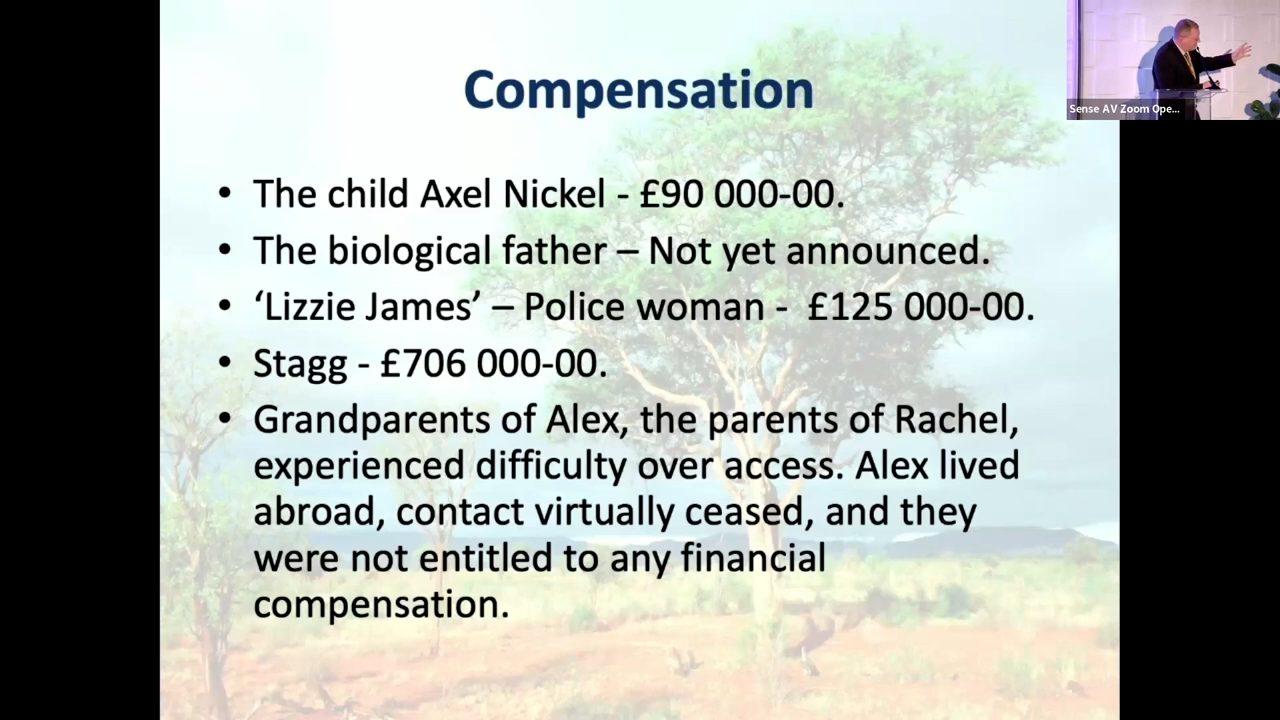 Compensation
• The child Axel Nickel - £90 000-00.
• The biological father – Not yet announced.
• ‘Lizzie James’ – Police woman -  £125 000-00.
• Stagg - £706 000-00.
• Grandparents of Alex, the parents of Rachel,
experienced difficulty over access. Alex lived
abroad, contact virtually ceased, and they
were not entitled to any financial
compensation.
Sense AV Zoom Ope...